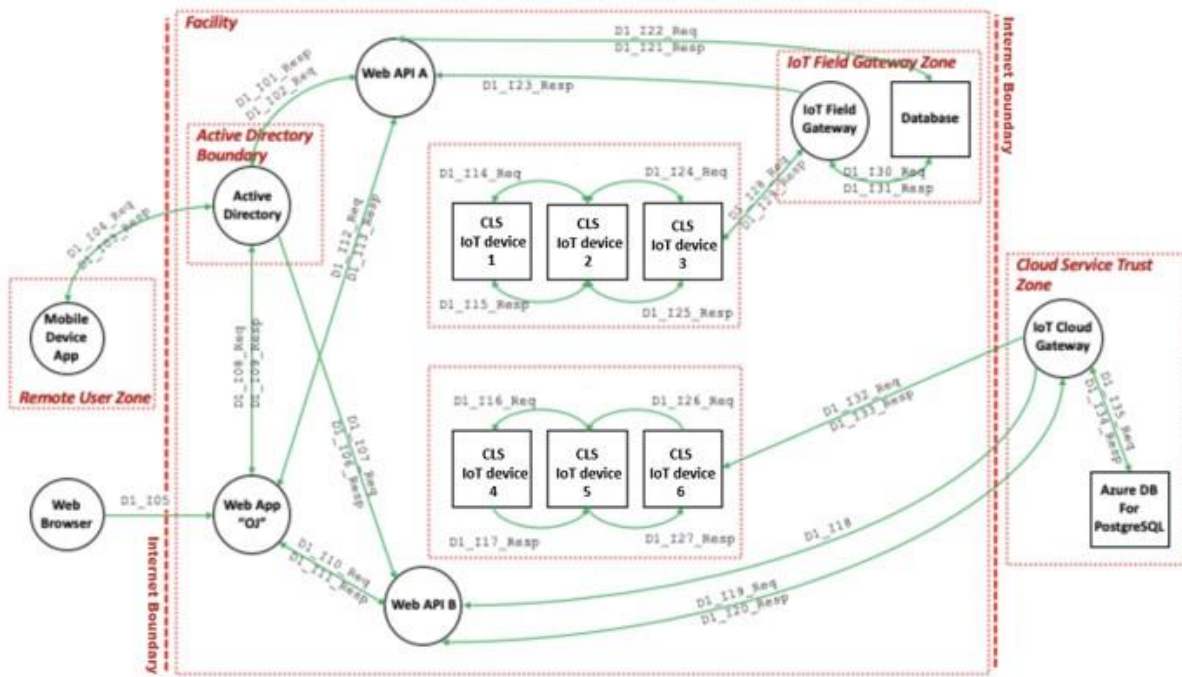 Facility
D1_I22_Req
D1_I21_Resp
D1_I01_Resp
D1_I02_Req
Web API A
D1_I23_Resp
IoT Field Gateway Zone
IoT Field
Gateway
Database
D1_I30_Req
D1_I31_Resp
Internet Boundary
Active Directory
Boundary
Active
Directory
D1_I14_Req
D1_I24_Req
D1_I28_Req
CLS
IoT device
1
CLS
IoT device
2
CLS
IoT device
3
D1_I15_Resp
D1_I25_Resp
D1_I12_Req
D1_I13_Resp
D1_I04_Req
D1_I03_Resp
Mobile
Device
App
Remote User Zone
D1_I08_Req
D1_I09_Resp
D1_I07_Req
D1_I06_Resp
Cloud Service Trust
Zone
IoT Cloud
Gateway
D1_I35_Req
D1_I34_Resp
Azure DB
For
PostgreSQL
D1_I32_Req
D1_I33_Resp
D1_I16_Req
D1_I26_Req
CLS
IoT device
4
CLS
IoT device
5
CLS
IoT device
6
D1_I17_Resp
D1_I27_Resp
Web
Browser
D1_I05
Web App
"OJ"
D1_I10_Req
D1_I11_Resp
Web API B
D1_I18
D1_I19_Req
D1_I20_Resp
Internet Boundary